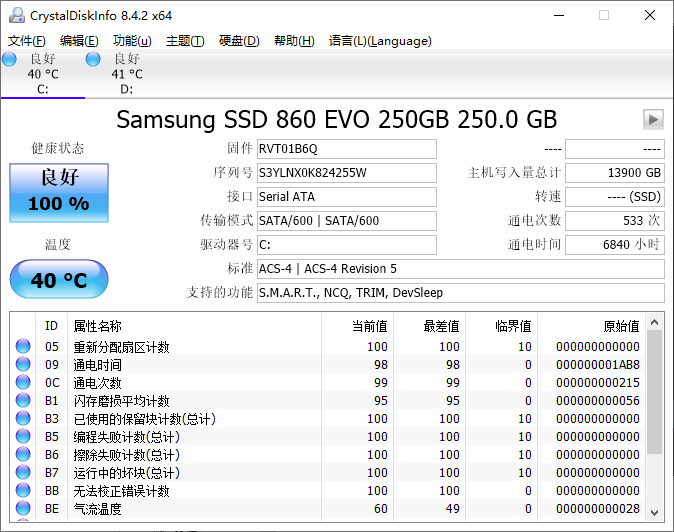 CrystalDiskInfo 8.4.2 x64
文件(F) 编辑(E) 功能(u) 主题(T) 硬盘(D) 帮助(H) 语言(L)(Language)
良好 良好
40 °C 41 °C
C: D:
Samsung SSD 860 EVO 250GB 250.0 GB
健康状态 固件 RVT01B6Q ---- ----
良好 序列号 S3YLNX0K824255W 主机写入量总计 13900 GB
100 % 接口 Serial ATA 转速 ---- (SSD)
传输模式 SATA/600 | SATA/600 通电次数 533 次
温度 驱动器号 C: 通电时间 6840 小时
40 °C 标准 ACS-4 | ACS-4 Revision 5
支持的功能 S.M.A.R.T., NCQ, TRIM, DevSleep
ID 属性名称 当前值 最差值 临界值 原始值
05 重新分配扇区计数 100 100 10 000000000000
09 通电时间 98 98 0 000000001AB8
0C 通电次数 99 99 0 000000000215
B1 闪存磨损平均计数 95 95 0 000000000056
B3 已使用的保留块计数(总计) 100 100 10 000000000000
B5 编程失败计数(总计) 100 100 10 000000000000
B6 擦除失败计数(总计) 100 100 10 000000000000
B7 运行中的坏块(总计) 100 100 10 000000000000
BB 无法校正错误计数 100 100 0 000000000000
BE 气流温度 60 49 0 000000000028